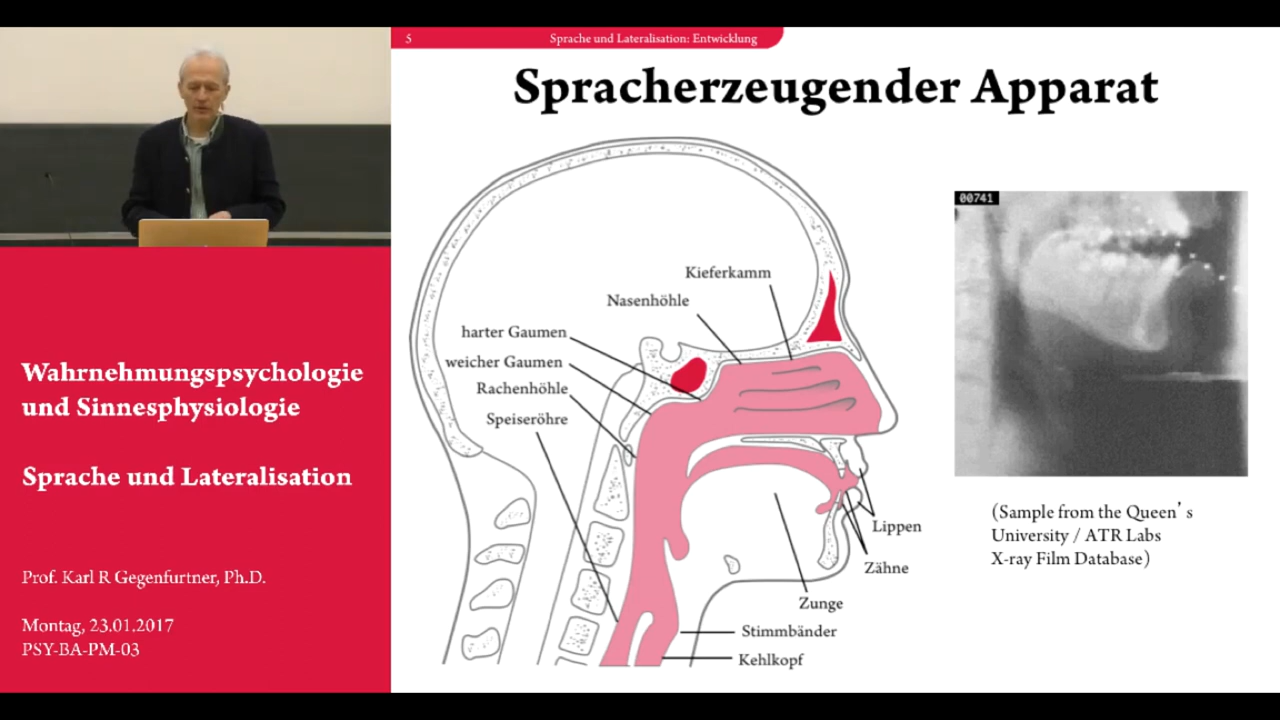 5
Sprache und Lateralisation: Entwicklung
Spracherzeugender Apparat
Kieferkamm
Nasenhöhle
harter Gaumen
weicher Gaumen
Rachenhöhle
Speiseröhre
Lippen
Zähne
Zunge
Stimmbänder
Kehlkopf
00741
(Sample from the Queen’ s
University / ATR Labs
X-ray Film Database)
Wahrnehmungspsychologie
und Sinnesphysiologie
Sprache und Lateralisation
Prof. Karl R Gegenfurtner, Ph.D.
Montag, 23.01.2017
PSY-BA-PM-03